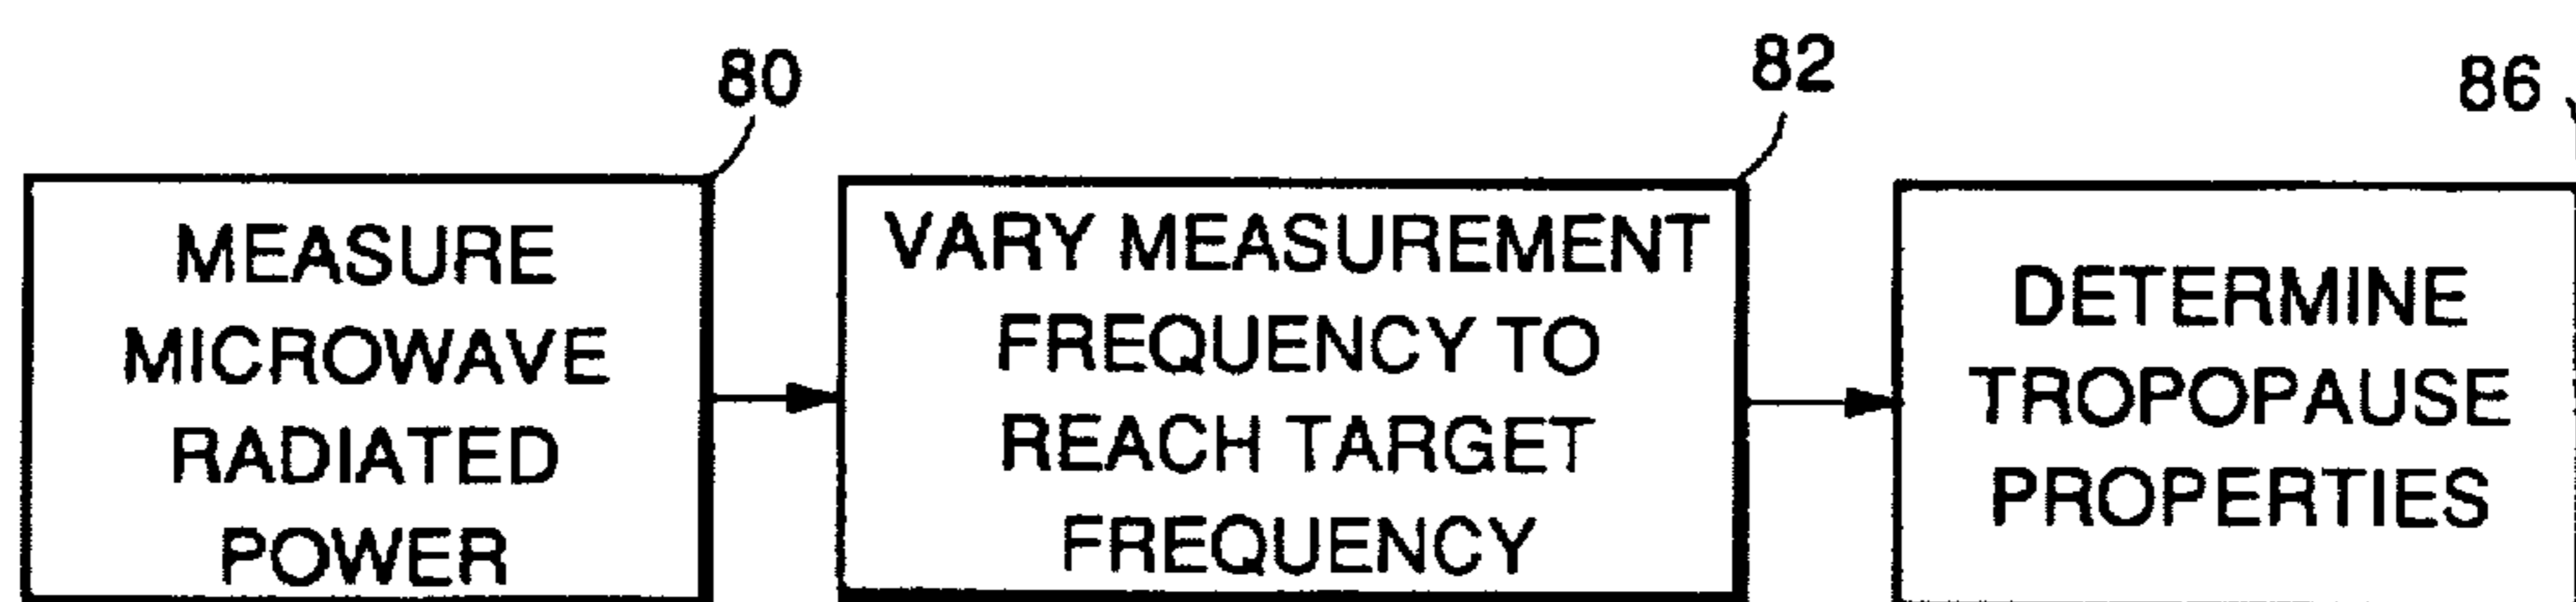 80
82
86
MEASURE
MICROWAVE
RADIATED
POWER
VARY MEASUREMENT
FREQUENCY TO
REACH TARGET
FREQUENCY
DETERMINE
TROPOPAUSE
PROPERTIES